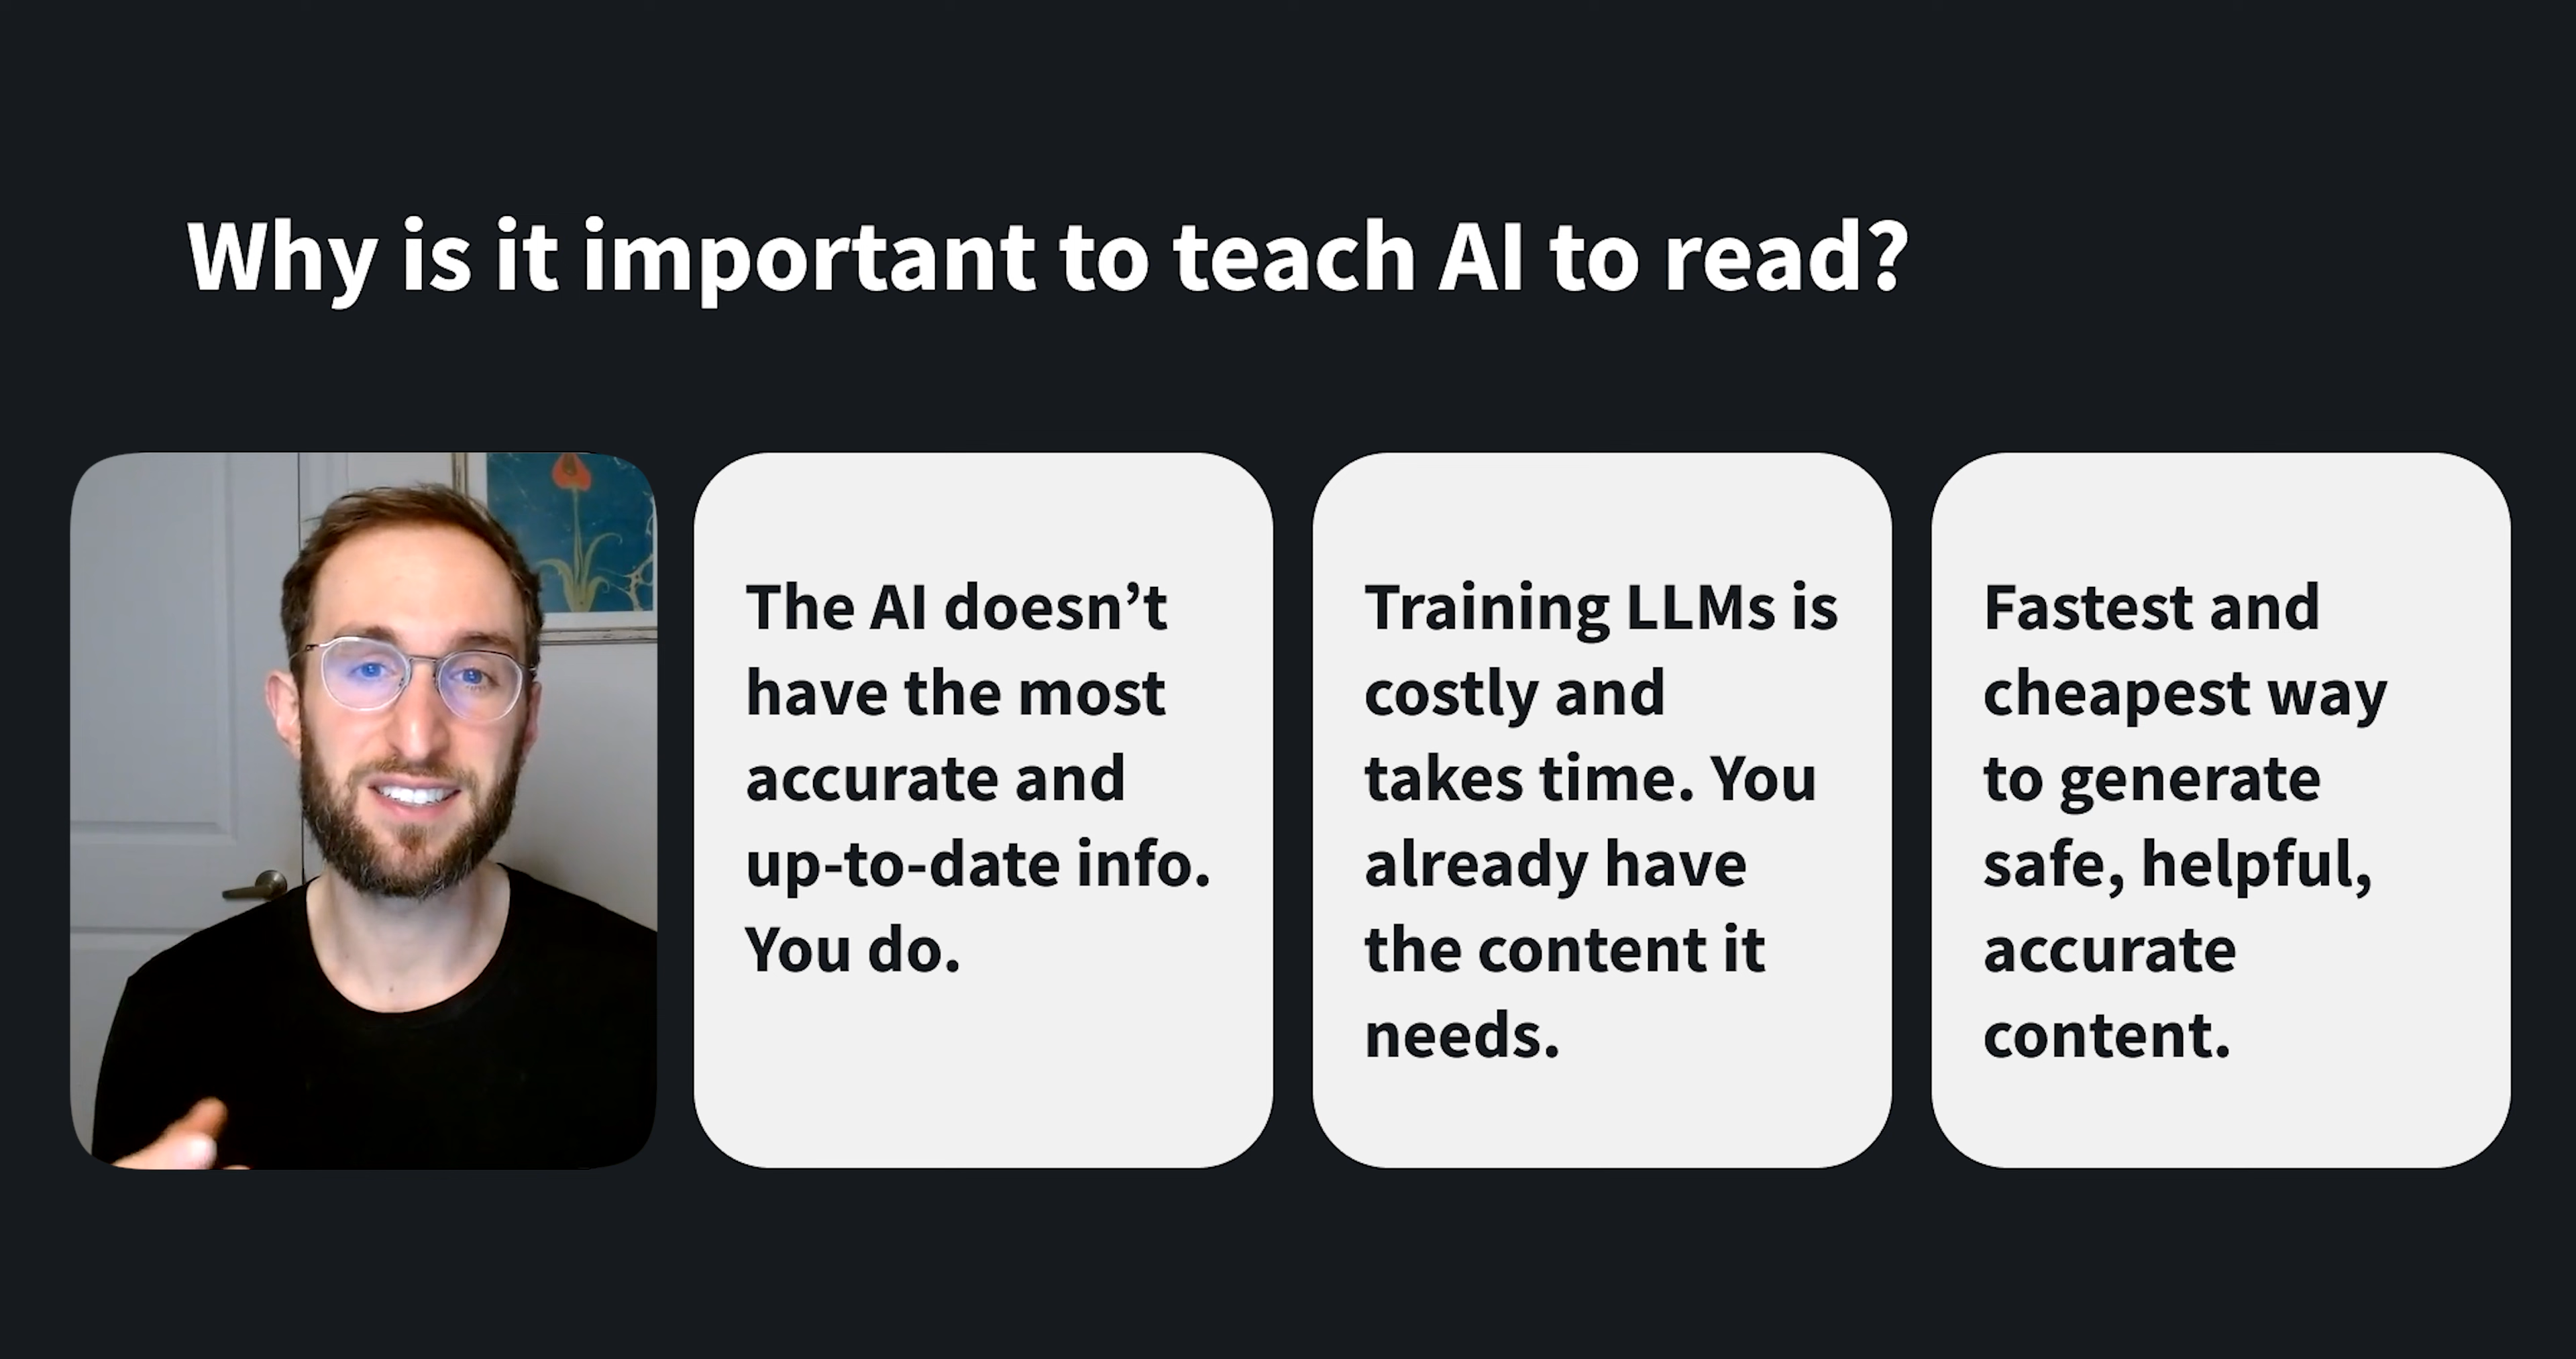 Why is it important to teach AI to read?
The AI doesn’t
have the most
accurate and
up-to-date info.
You do.
Training LLMs is
costly and
takes time. You
already have
the content it
needs.
Fastest and
cheapest way
to generate
safe, helpful,
accurate
content.